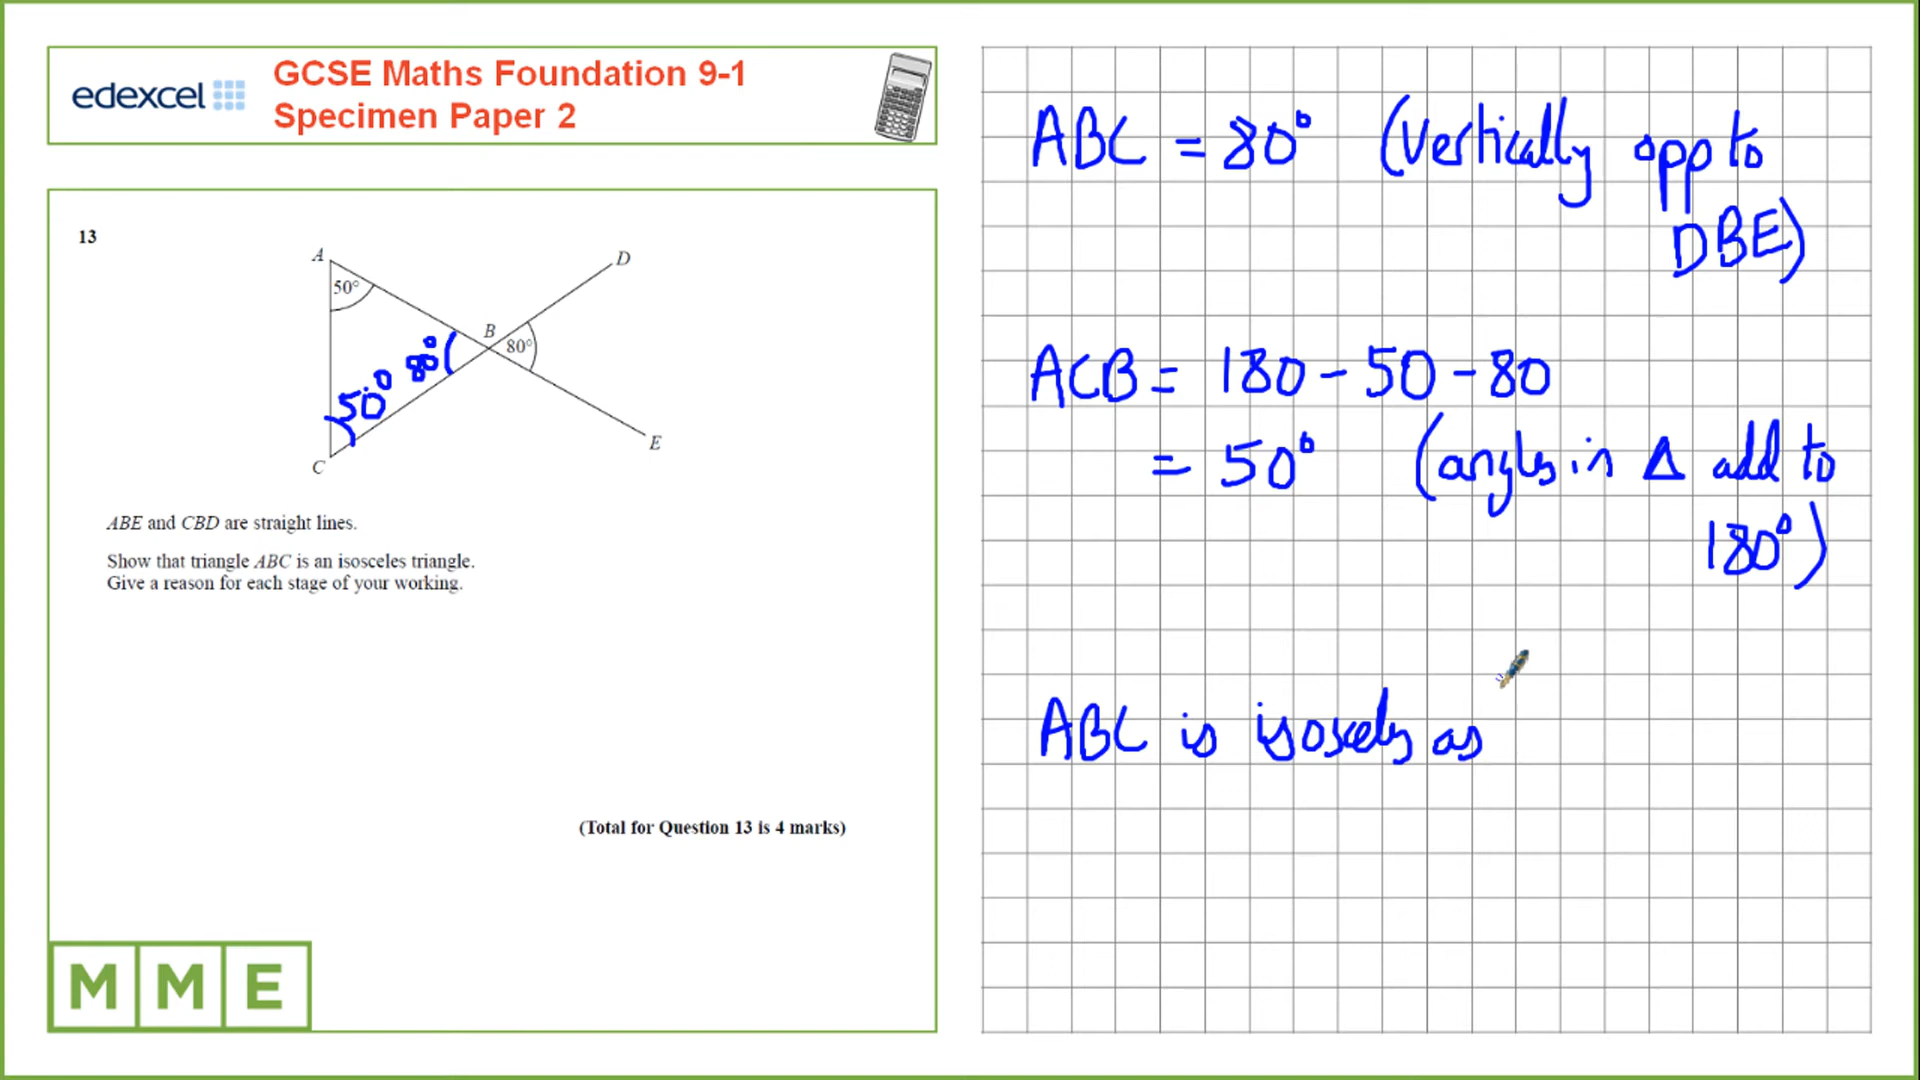 edexcel
GCSE Maths Foundation 9-1
Specimen Paper 2
13
A
D
50°
B
80°
80°
50°
E
C
ABE and CBD are straight lines.
Show that triangle ABC is an isosceles triangle.
Give a reason for each stage of your working.
(Total for Question 13 is 4 marks)
MME
ABC = 80° (Vertically opp to
DBE)
ACB = 180 - 50 - 80
= 50° (angles in Δ add to
180°)
ABC is isosceles as